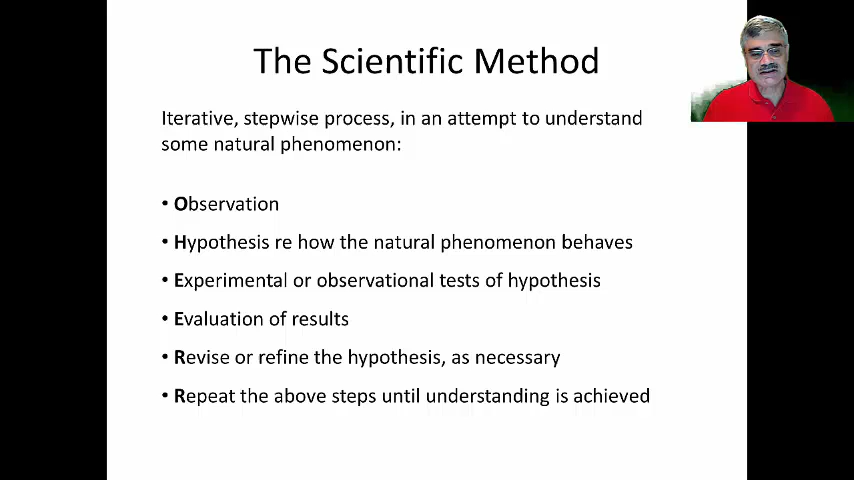 The Scientific Method
Iterative, stepwise process, in an attempt to understand
some natural phenomenon:
• Observation
• Hypothesis re how the natural phenomenon behaves
• Experimental or observational tests of hypothesis
• Evaluation of results
• Revise or refine the hypothesis, as necessary
• Repeat the above steps until understanding is achieved